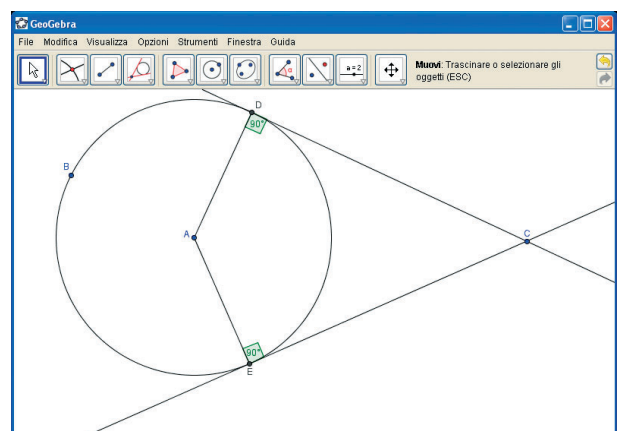 GeoGebra
File Modifica Visualizza Opzioni Strumenti Finestra Guida
a = 2
Muovi: Trascinare o selezionare gli
oggetti (ESC)
D
90°
B
A
C
90°
E